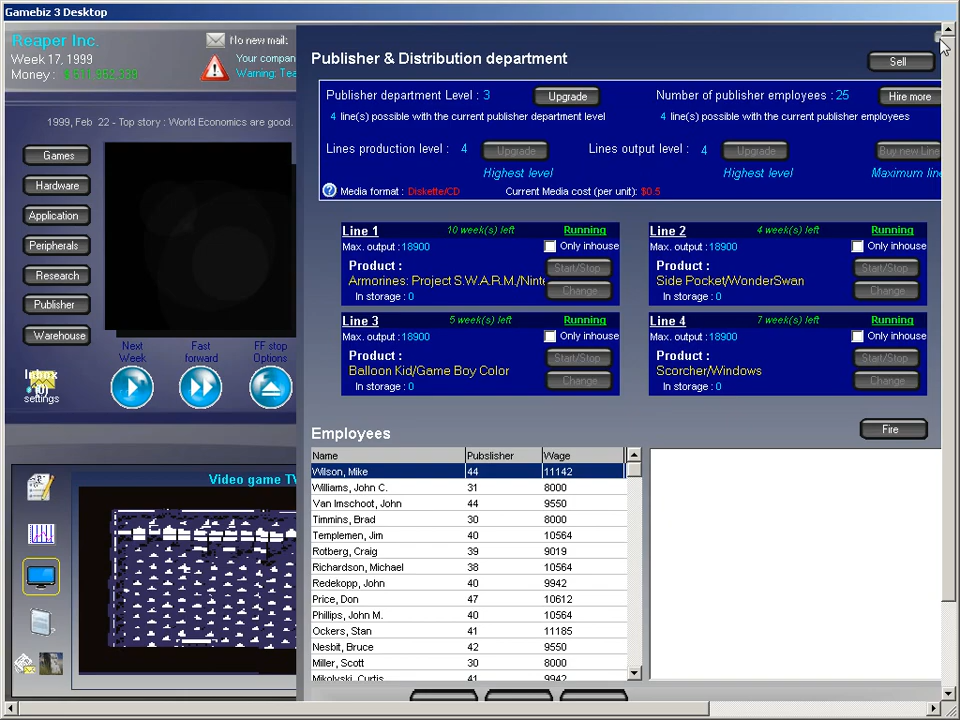 Gamebiz 3 Desktop
Reaper Inc.
Week 17, 1999
Money :
No new mail:
Your compan
Warning: Tea
1999, Feb 22 - Top story : World Economics are good.
Games
Hardware
Application
Peripherals
Research
Publisher
Warehouse
Next Week
Fast forward
FF stop Options
Inbox
(0)
settings
Video game TV
Publisher & Distribution department
Sell
Publisher department Level : 3
Upgrade
Number of publisher employees : 25
Hire more
4 line(s) possible with the current publisher department level
4 line(s) possible with the current publisher employees
Lines production level : 4
Upgrade
Lines output level : 4
Upgrade
Buy new Line
Highest level
Highest level
Maximum line
Media format : Diskette/CD
Current Media cost (per unit): $0.5
Line 1 10 week(s) left Running
Max. output :18900
Only inhouse
Product :
Start/Stop
Armorines: Project S.W.A.R.M./Ninte
Change
In storage : 0
Line 2 4 week(s) left Running
Max. output :18900
Only inhouse
Product :
Start/Stop
Side Pocket/WonderSwan
Change
In storage : 0
Line 3 5 week(s) left Running
Max. output :18900
Only inhouse
Product :
Start/Stop
Balloon Kid/Game Boy Color
Change
In storage : 0
Line 4 7 week(s) left Running
Max. output :18900
Only inhouse
Product :
Start/Stop
Scorcher/Windows
Change
In storage : 0
Employees
Fire
Name Pubslisher Wage
Wilson, Mike 44 11142
Williams, John C. 31 8000
Van Imschoot, John 44 9550
Timmins, Brad 30 8000
Templemen, Jim 40 10564
Rotberg, Craig 39 9019
Richardson, Michael 38 10564
Redekopp, John 40 9942
Price, Don 47 10612
Phillips, John M. 40 10564
Ockers, Stan 41 11185
Nesbit, Bruce 42 9550
Miller, Scott 30 8000
Mikolyski, Curtis 41 9942